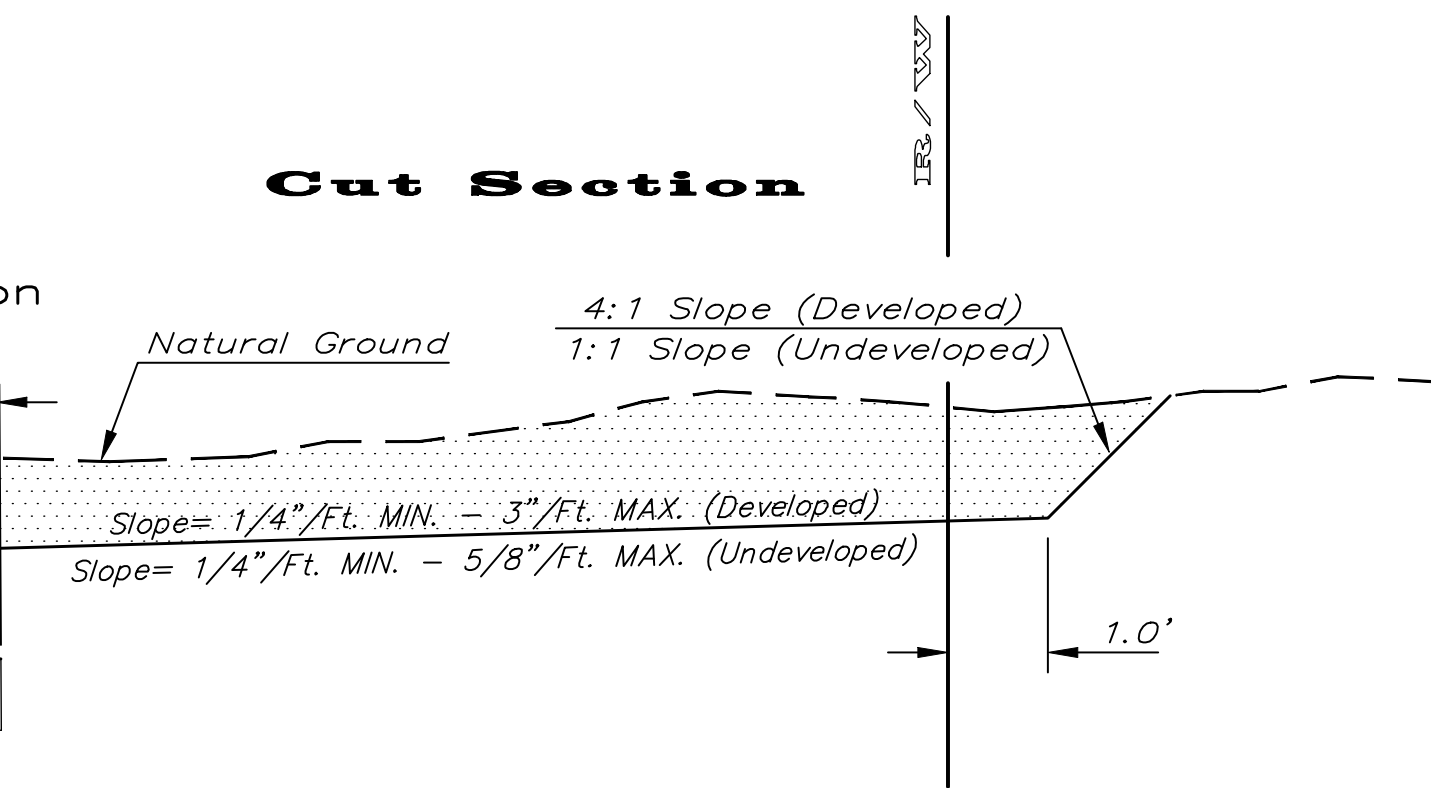 R/W
Cut Section
on
4:1 Slope (Developed)
Natural Ground
1:1 Slope (Undeveloped)
Slope= 1/4"/Ft. MIN. - 3"/Ft. MAX. (Developed)
Slope= 1/4"/Ft. MIN. - 5/8"/Ft. MAX. (Undeveloped)
1.0'